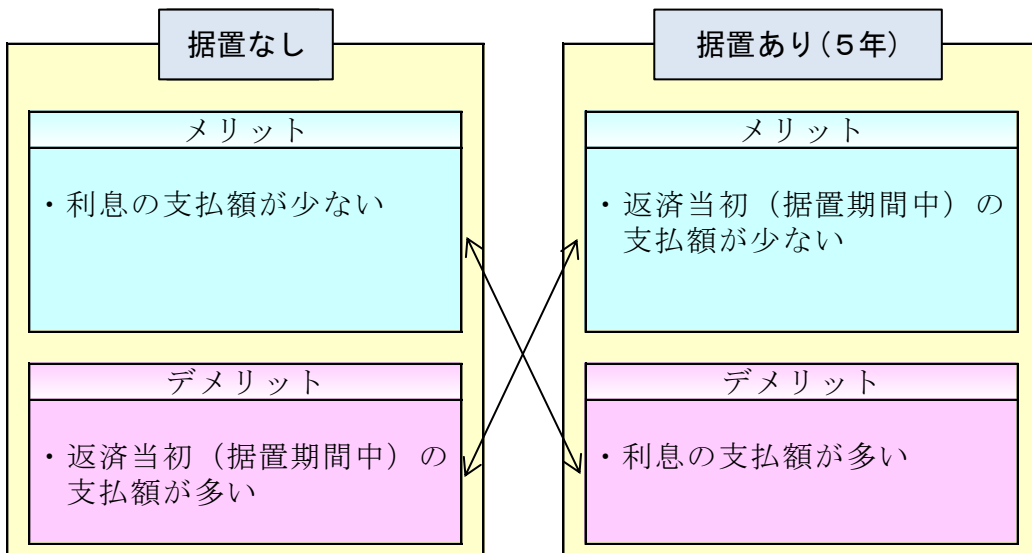 据置なし
メリット
・利息の支払額が少ない
デメリット
・返済当初（据置期間中）の
支払額が多い
据置あり（５年）
メリット
・返済当初（据置期間中）の
支払額が少ない
デメリット
・利息の支払額が多い